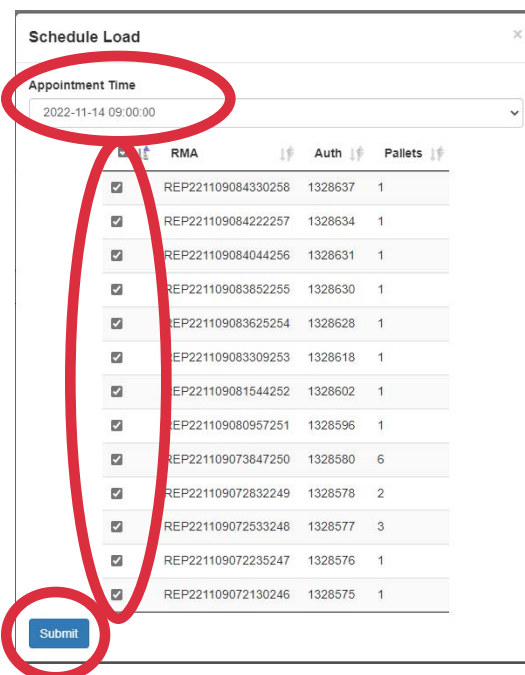 Schedule Load ×
Appointment Time
2022-11-14 09:00:00
RMA Auth Pallets
REP221109084330258 1328637 1
REP221109084222257 1328634 1
REP221109084044256 1328631 1
REP221109083852255 1328630 1
REP221109083625254 1328628 1
REP221109083309253 1328618 1
REP221109081544252 1328602 1
REP221109080957251 1328596 1
REP221109073847250 1328580 6
REP221109072832249 1328578 2
REP221109072533248 1328577 3
REP221109072235247 1328576 1
REP221109072130246 1328575 1
Submit